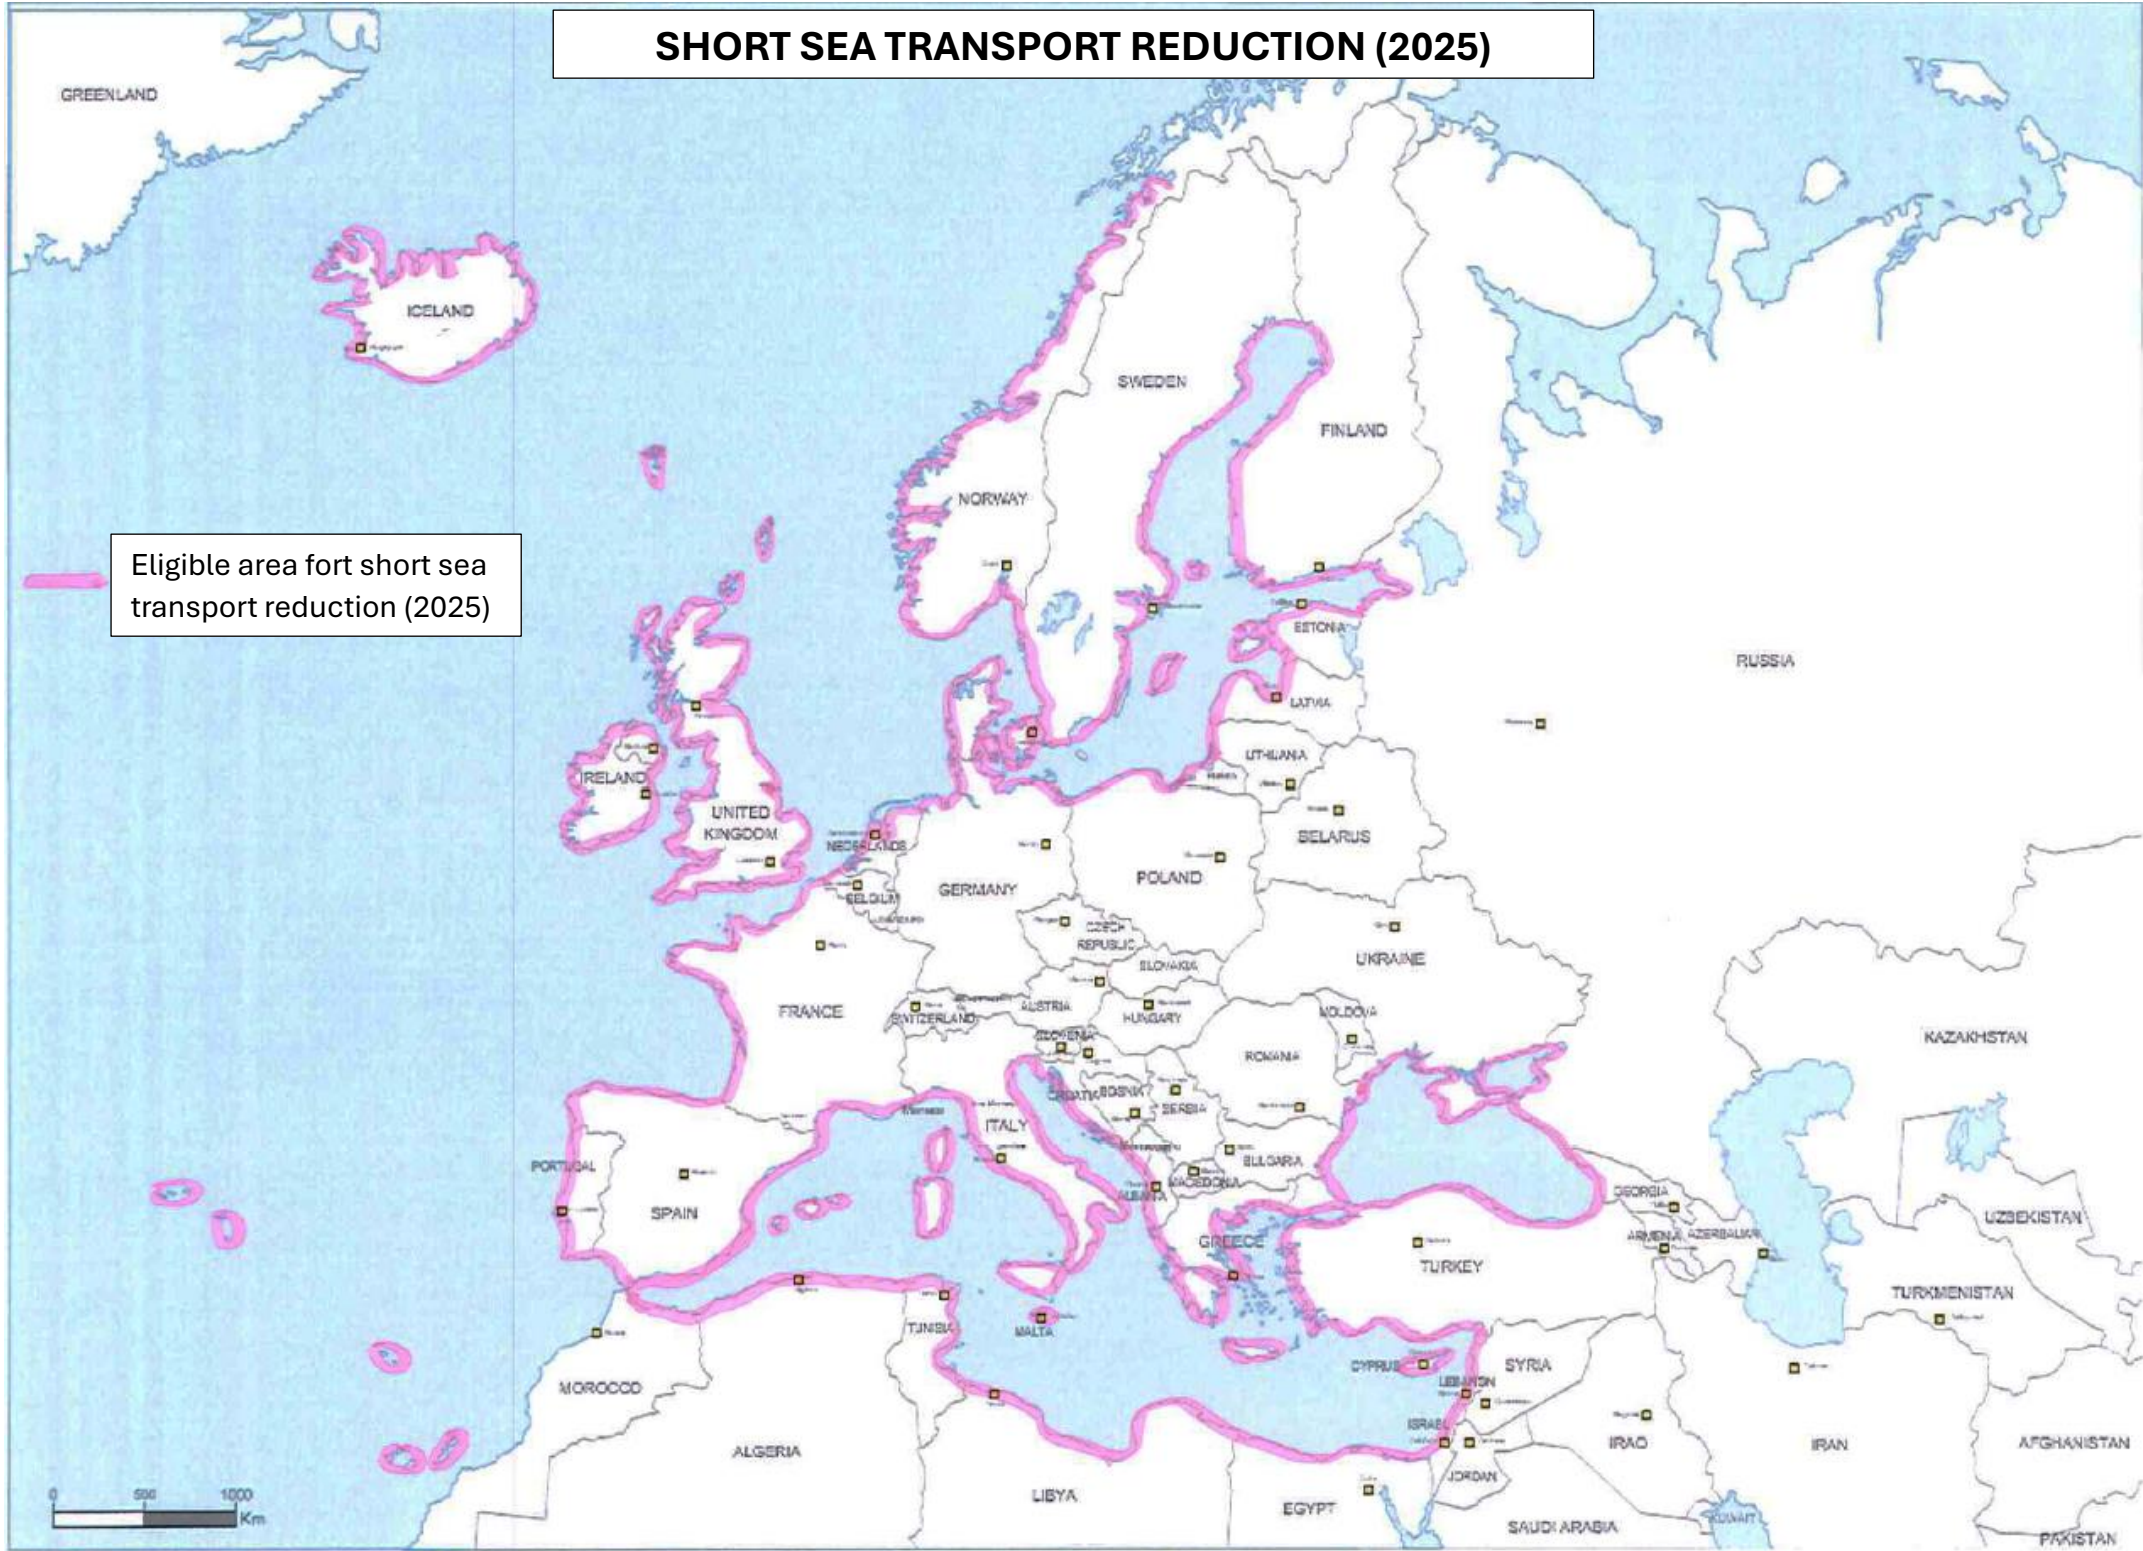 SHORT SEA TRANSPORT REDUCTION (2025)
GREENLAND
ICELAND
SWEDEN
FINLAND
NORWAY
Eligible area fort short sea
transport reduction (2025)
ESTONIA
RUSSIA
LATVIA
LITHUANIA
IRELAND
UNITED
KINGDOM
BELARUS
NEDERLANDS
POLAND
GERMANY
BELGIUM
CZECH
REPUBLIC
UKRAINE
SLOVAKIA
FRANCE
SWITZERLAND
AUSTRIA
HUNGARY
MOLDOVA
SLOVENIA
ROMANIA
KAZAKHSTAN
CROATIA
BOSNIA
SERBIA
ITALY
PORTUGAL
SPAIN
BULGARIA
MACEDONIA
ALBANIA
GEORGIA
UZBEKISTAN
ARMENIA
AZERBAIJAN
GREECE
TURKEY
TURKMENISTAN
TUNISIA
MALTA
CYPRUS
SYRIA
LEBANON
MOROCCO
ISRAEL
ALGERIA
IRAQ
IRAN
AFGHANISTAN
JORDAN
LIBYA
EGYPT
SAUDI ARABIA
KUWAIT
PAKISTAN
0 500 1000
Km